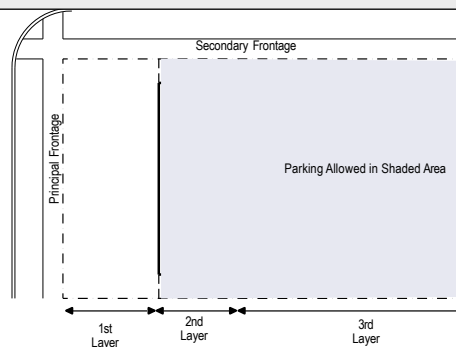 Secondary Frontage
Principal Frontage
Parking Allowed in Shaded Area
1st
Layer
2nd
Layer
3rd
Layer